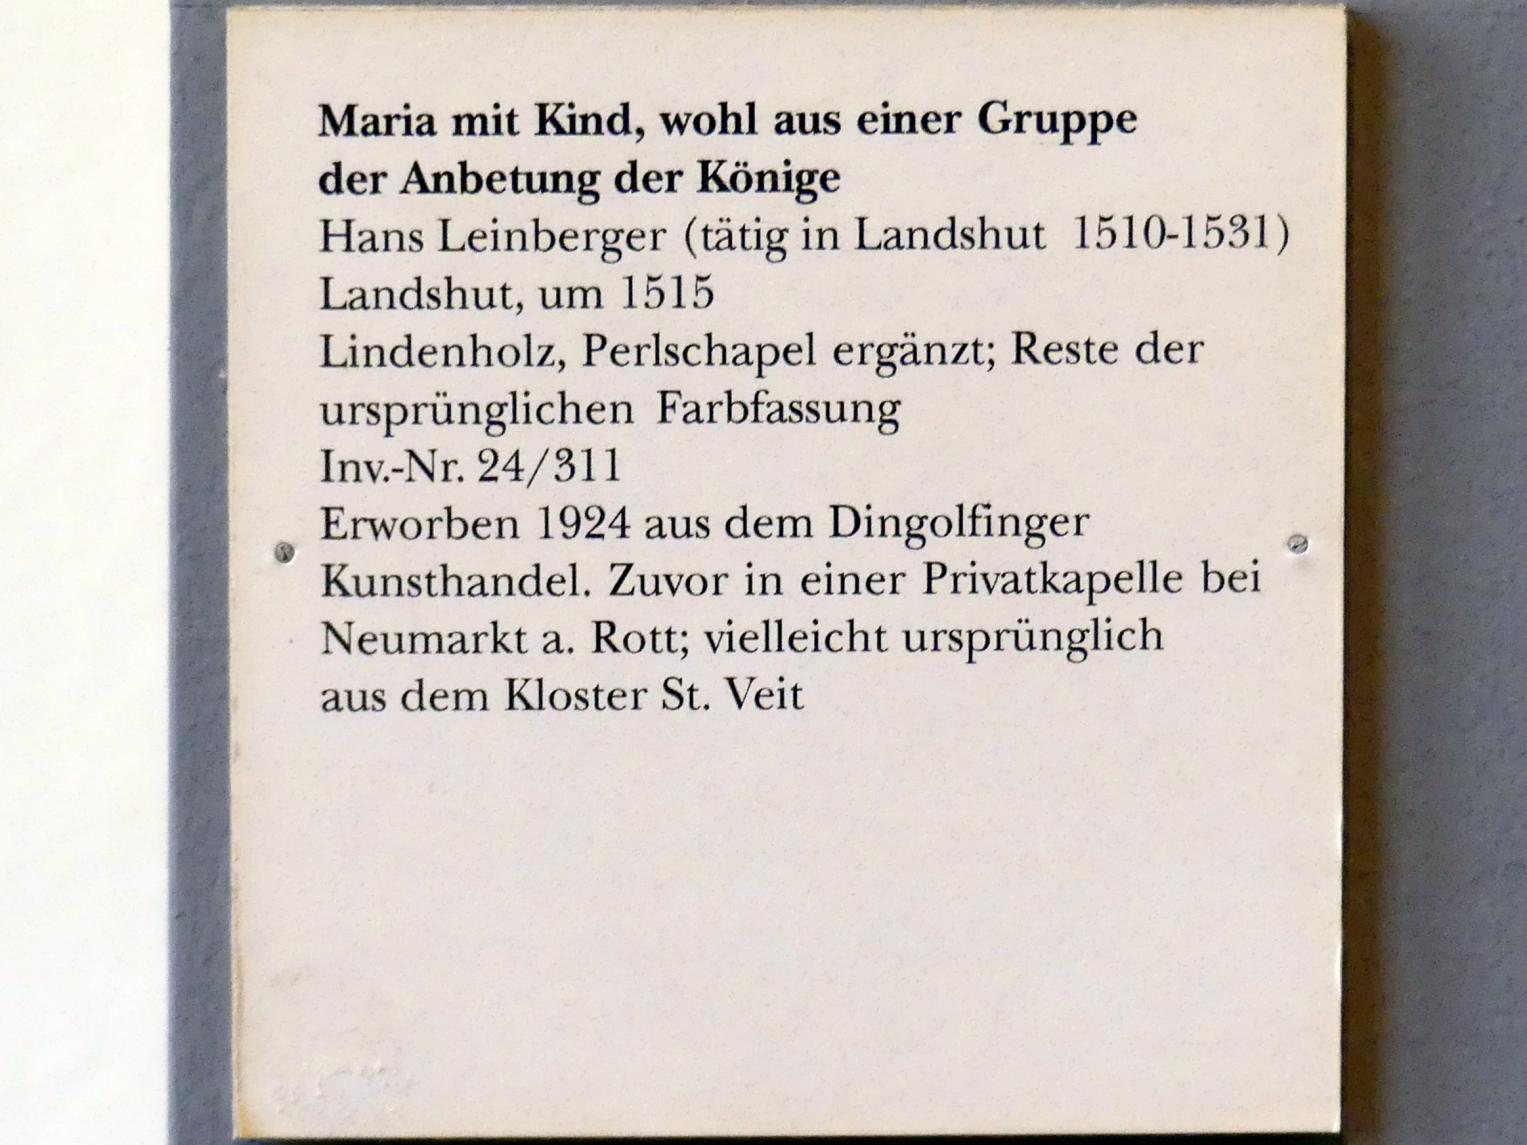 Maria mit Kind, wohl aus einer Gruppe
der Anbetung der Könige
Hans Leinberger (tätig in Landshut 1510-1531)
Landshut, um 1515
Lindenholz, Perlschapel ergänzt; Reste der
ursprünglichen Farbfassung
Inv.-Nr. 24/311
Erworben 1924 aus dem Dingolfinger
Kunsthandel. Zuvor in einer Privatkapelle bei
Neumarkt a. Rott; vielleicht ursprünglich
aus dem Kloster St. Veit